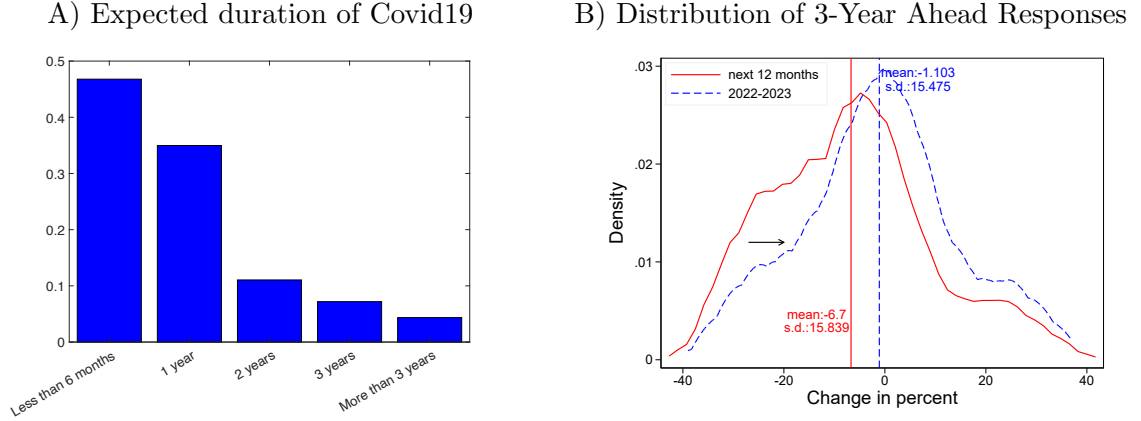 A) Expected duration of Covid19
0.5
0.4
0.3
0.2
0.1
0
Less than 6 months
1 year
2 years
3 years
More than 3 years
B) Distribution of 3-Year Ahead Responses
next 12 months
2022-2023
mean:-1.103
s.d.:15.475
mean:-6.7
s.d.:15.839
Density
.03
.02
.01
0
-40
-20
0
20
40
Change in percent